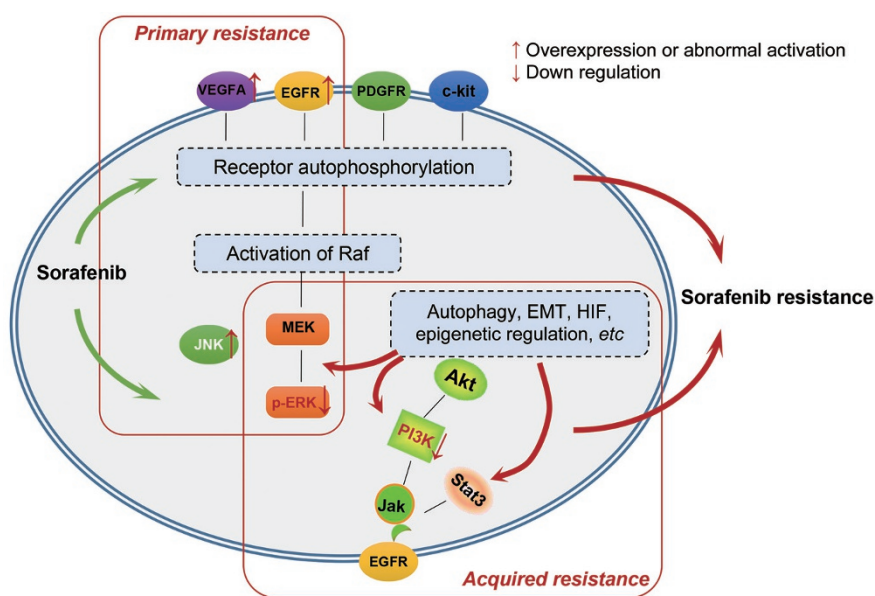 Primary resistance
↑ Overexpression or abnormal activation
↓ Down regulation
VEGFA ↑
EGFR ↑
PDGFR
c-kit
Receptor autophosphorylation
Activation of Raf
Sorafenib
Sorafenib resistance
Autophagy, EMT, HIF,
epigenetic regulation, etc
MEK
JNK ↑
Akt
p-ERK ↓
PI3K ↓
Stat3
Jak
EGFR
Acquired resistance